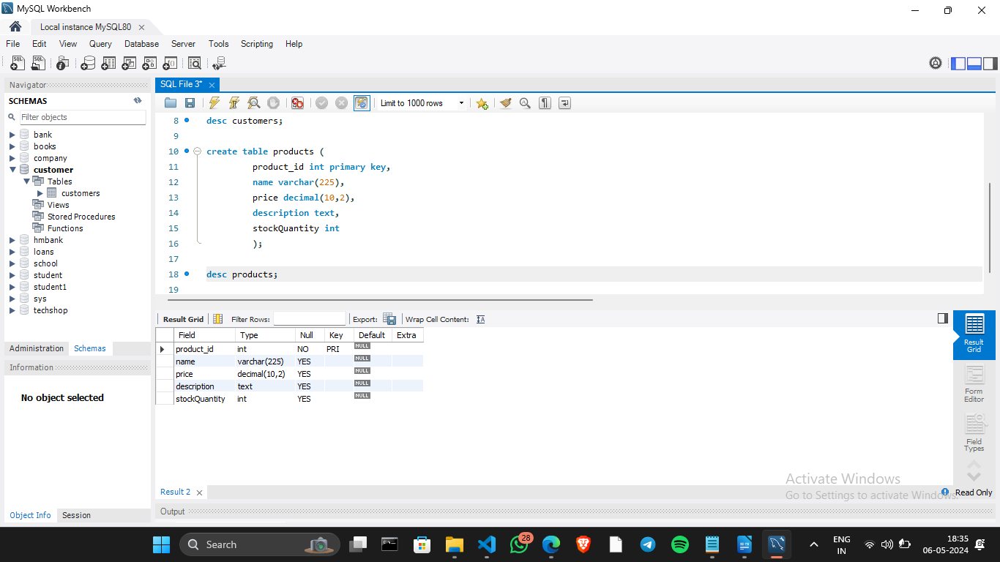 MySQL Workbench
Local instance MySQL80
File Edit View Query Database Server Tools Scripting Help
Navigator
SCHEMAS
Filter objects
bank
books
company
customer
Tables
customers
Views
Stored Procedures
Functions
hmbank
loans
school
student
student1
sys
techshop
Administration Schemas
Information
No object selected
Object Info Session
SQL File 3*
Limit to 1000 rows
8 desc customers;
9
10 create table products (
11 product_id int primary key,
12 name varchar(225),
13 price decimal(10,2),
14 description text,
15 stockQuantity int
16 );
17
18 desc products;
19
Result Grid Filter Rows: Export: Wrap Cell Content:
Field Type Null Key Default Extra
product_id int NO PRI NULL
name varchar(225) YES NULL
price decimal(10,2) YES NULL
description text YES NULL
stockQuantity int YES NULL
Result
Grid
Form
Editor
Field
Types
Activate Windows
Go to Settings to activate Windows.
Result 2
Read Only
Output
Search
28
ENG
IN
18:35
06-05-2024